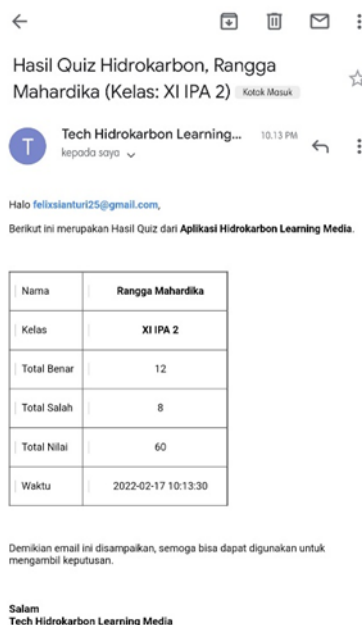 Hasil Quiz Hidrokarbon, Rangga
Mahardika (Kelas: XI IPA 2) Kotak Masuk
T
Tech Hidrokarbon Learning... 10.13 PM
kepada saya
Halo felixsianturi25@gmail.com,
Berikut ini merupakan Hasil Quiz dari Aplikasi Hidrokarbon Learning Media.
Nama Rangga Mahardika
Kelas XI IPA 2
Total Benar 12
Total Salah 8
Total Nilai 60
Waktu 2022-02-17 10:13:30
Demikian email ini disampaikan, semoga bisa dapat digunakan untuk
mengambil keputusan.
Salam
Tech Hidrokarbon Learning Media